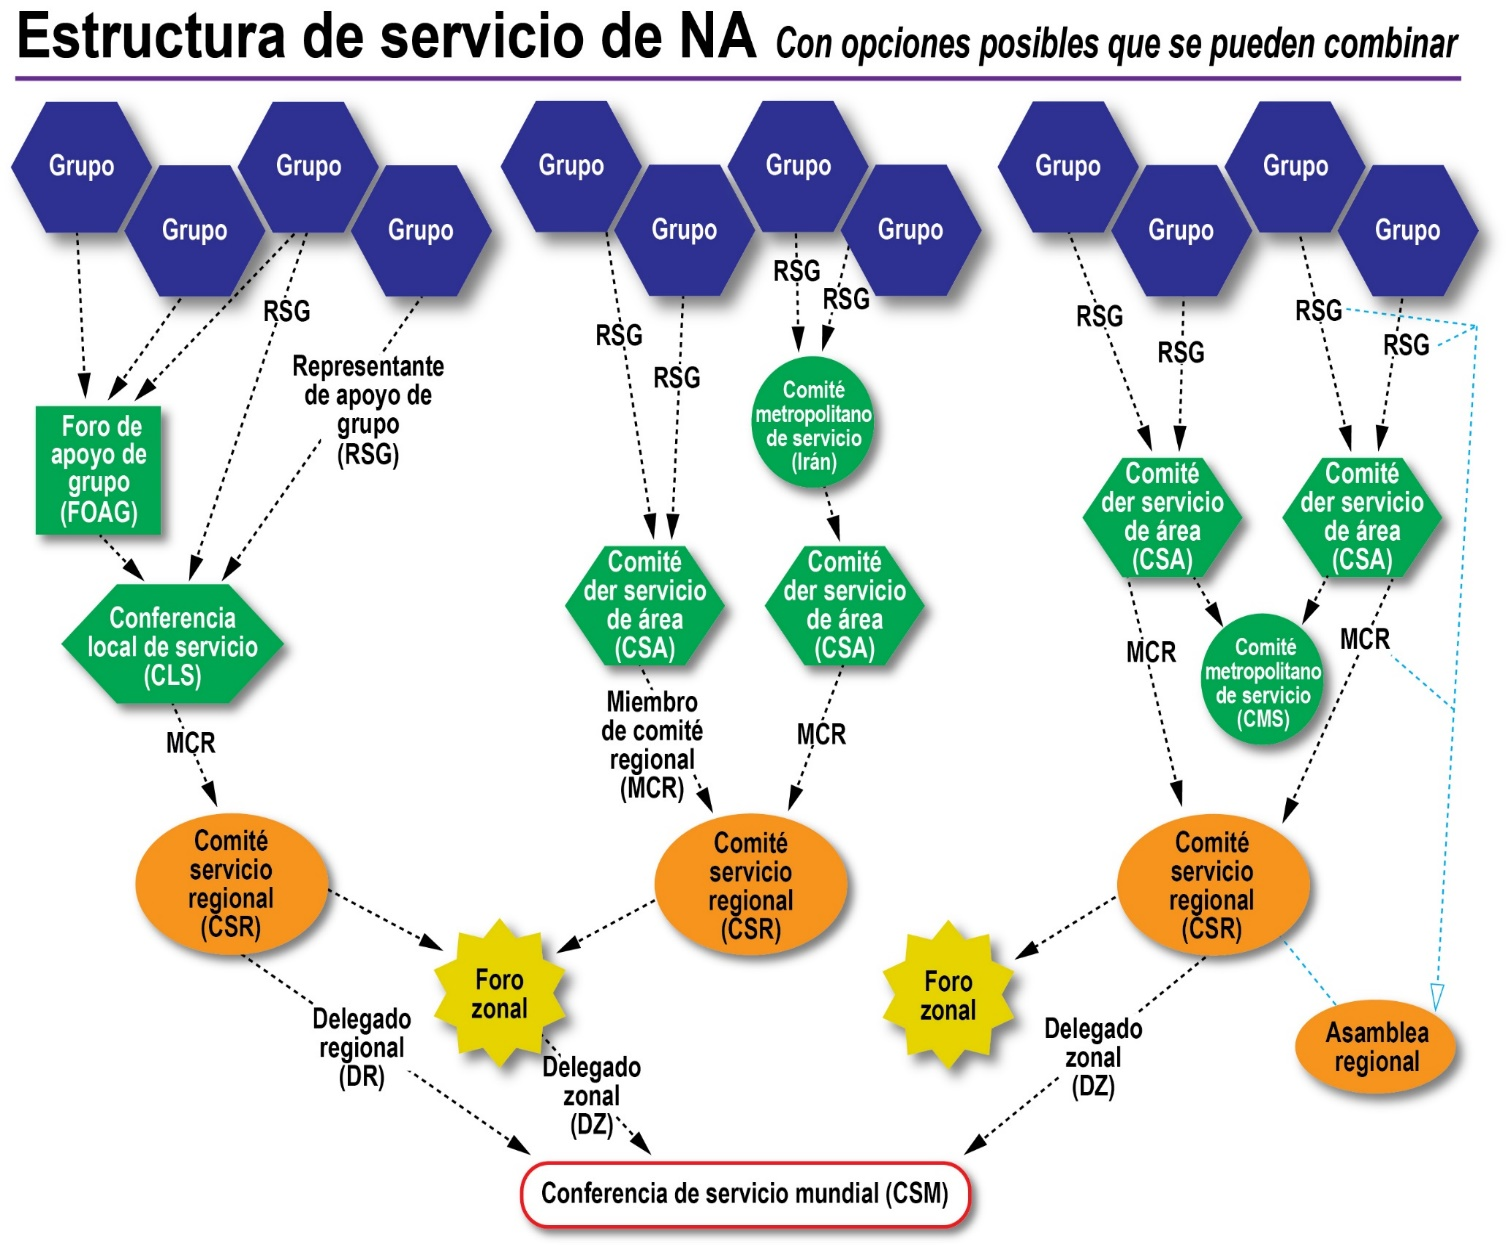 Estructura de servicio de NA Con opciones posibles que se pueden combinar
Grupo
Grupo
Grupo
Grupo
Grupo
Grupo
Grupo
Grupo
Grupo
Grupo
Grupo
Grupo
RSG
Representante
de apoyo de
grupo
(RSG)
Foro de
apoyo de
grupo
(FOAG)
Conferencia
local de servicio
(CLS)
MCR
Comité
servicio
regional
(CSR)
Delegado
regional
(DR)
RSG
RSG
RSG
RSG
Comité
metropolitano
de servicio
(Irán)
Comité
der servicio
de área
(CSA)
Comité
der servicio
de área
(CSA)
Miembro
de comité
regional
(MCR)
MCR
Comité
servicio
regional
(CSR)
Foro
zonal
Delegado
zonal
(DZ)
RSG
RSG
RSG
RSG
Comité
der servicio
de área
(CSA)
Comité
der servicio
de área
(CSA)
MCR
Comité
metropolitano
de servicio
(CMS)
MCR
Comité
servicio
regional
(CSR)
Foro
zonal
Delegado
zonal
(DZ)
Asamblea
regional
Conferencia de servicio mundial (CSM)